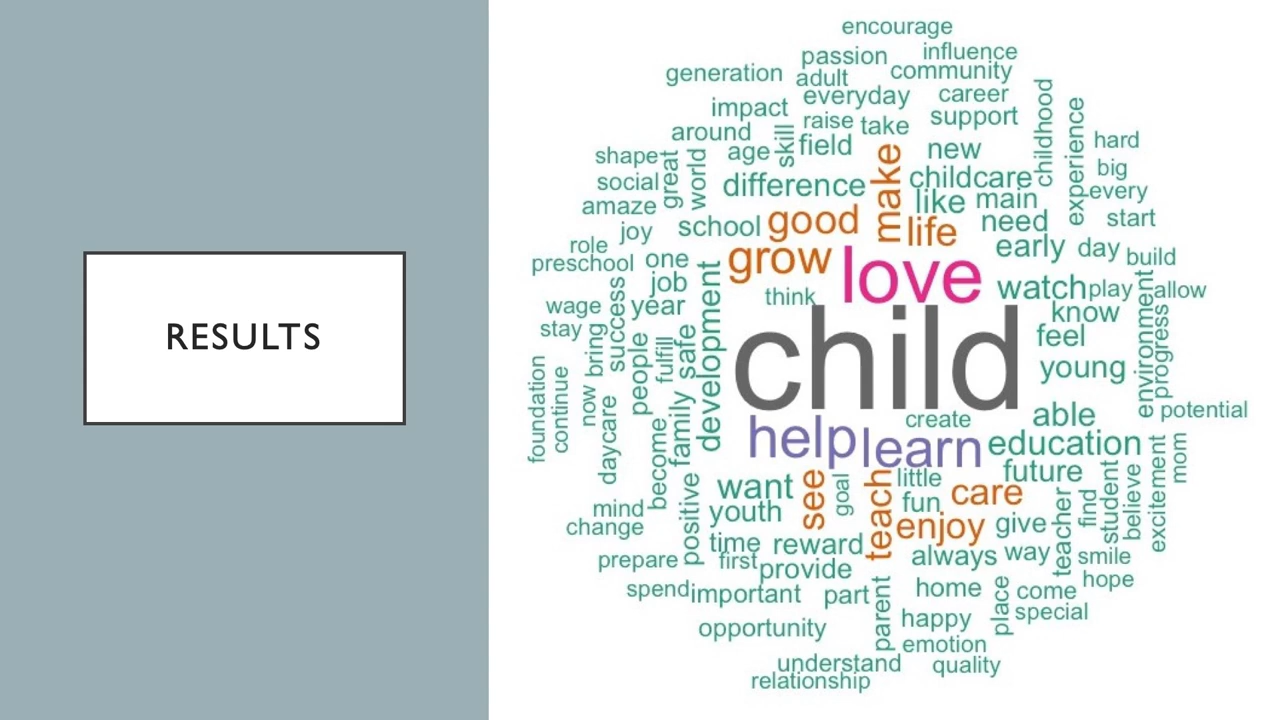 RESULTS
encourage
passion
influence
generation
adult
community
everyday
career
impact
raise
take
support
childhood
experience
around
skill
field
new
hard
shape
great
world
age
make
childcare
big
social
difference
like
main
every
amaze
joy
school
good
life
need
start
role
preschool
one
grow
love
early
day
build
job
think
watch
play
allow
wage
year
know
stay
bring
success
people
fulfill
safe
development
child
feel
young
environment
progress
foundation
continue
now
daycare
become
family
create
able
potential
help
learn
education
want
see
goal
teach
little
care
future
mom
mind
positive
youth
fun
enjoy
give
teacher
find
student
believe
excitement
change
time
reward
always
way
smile
prepare
first
provide
hope
spend
important
part
parent
home
place
come
special
opportunity
happy
emotion
understand
quality
relationship